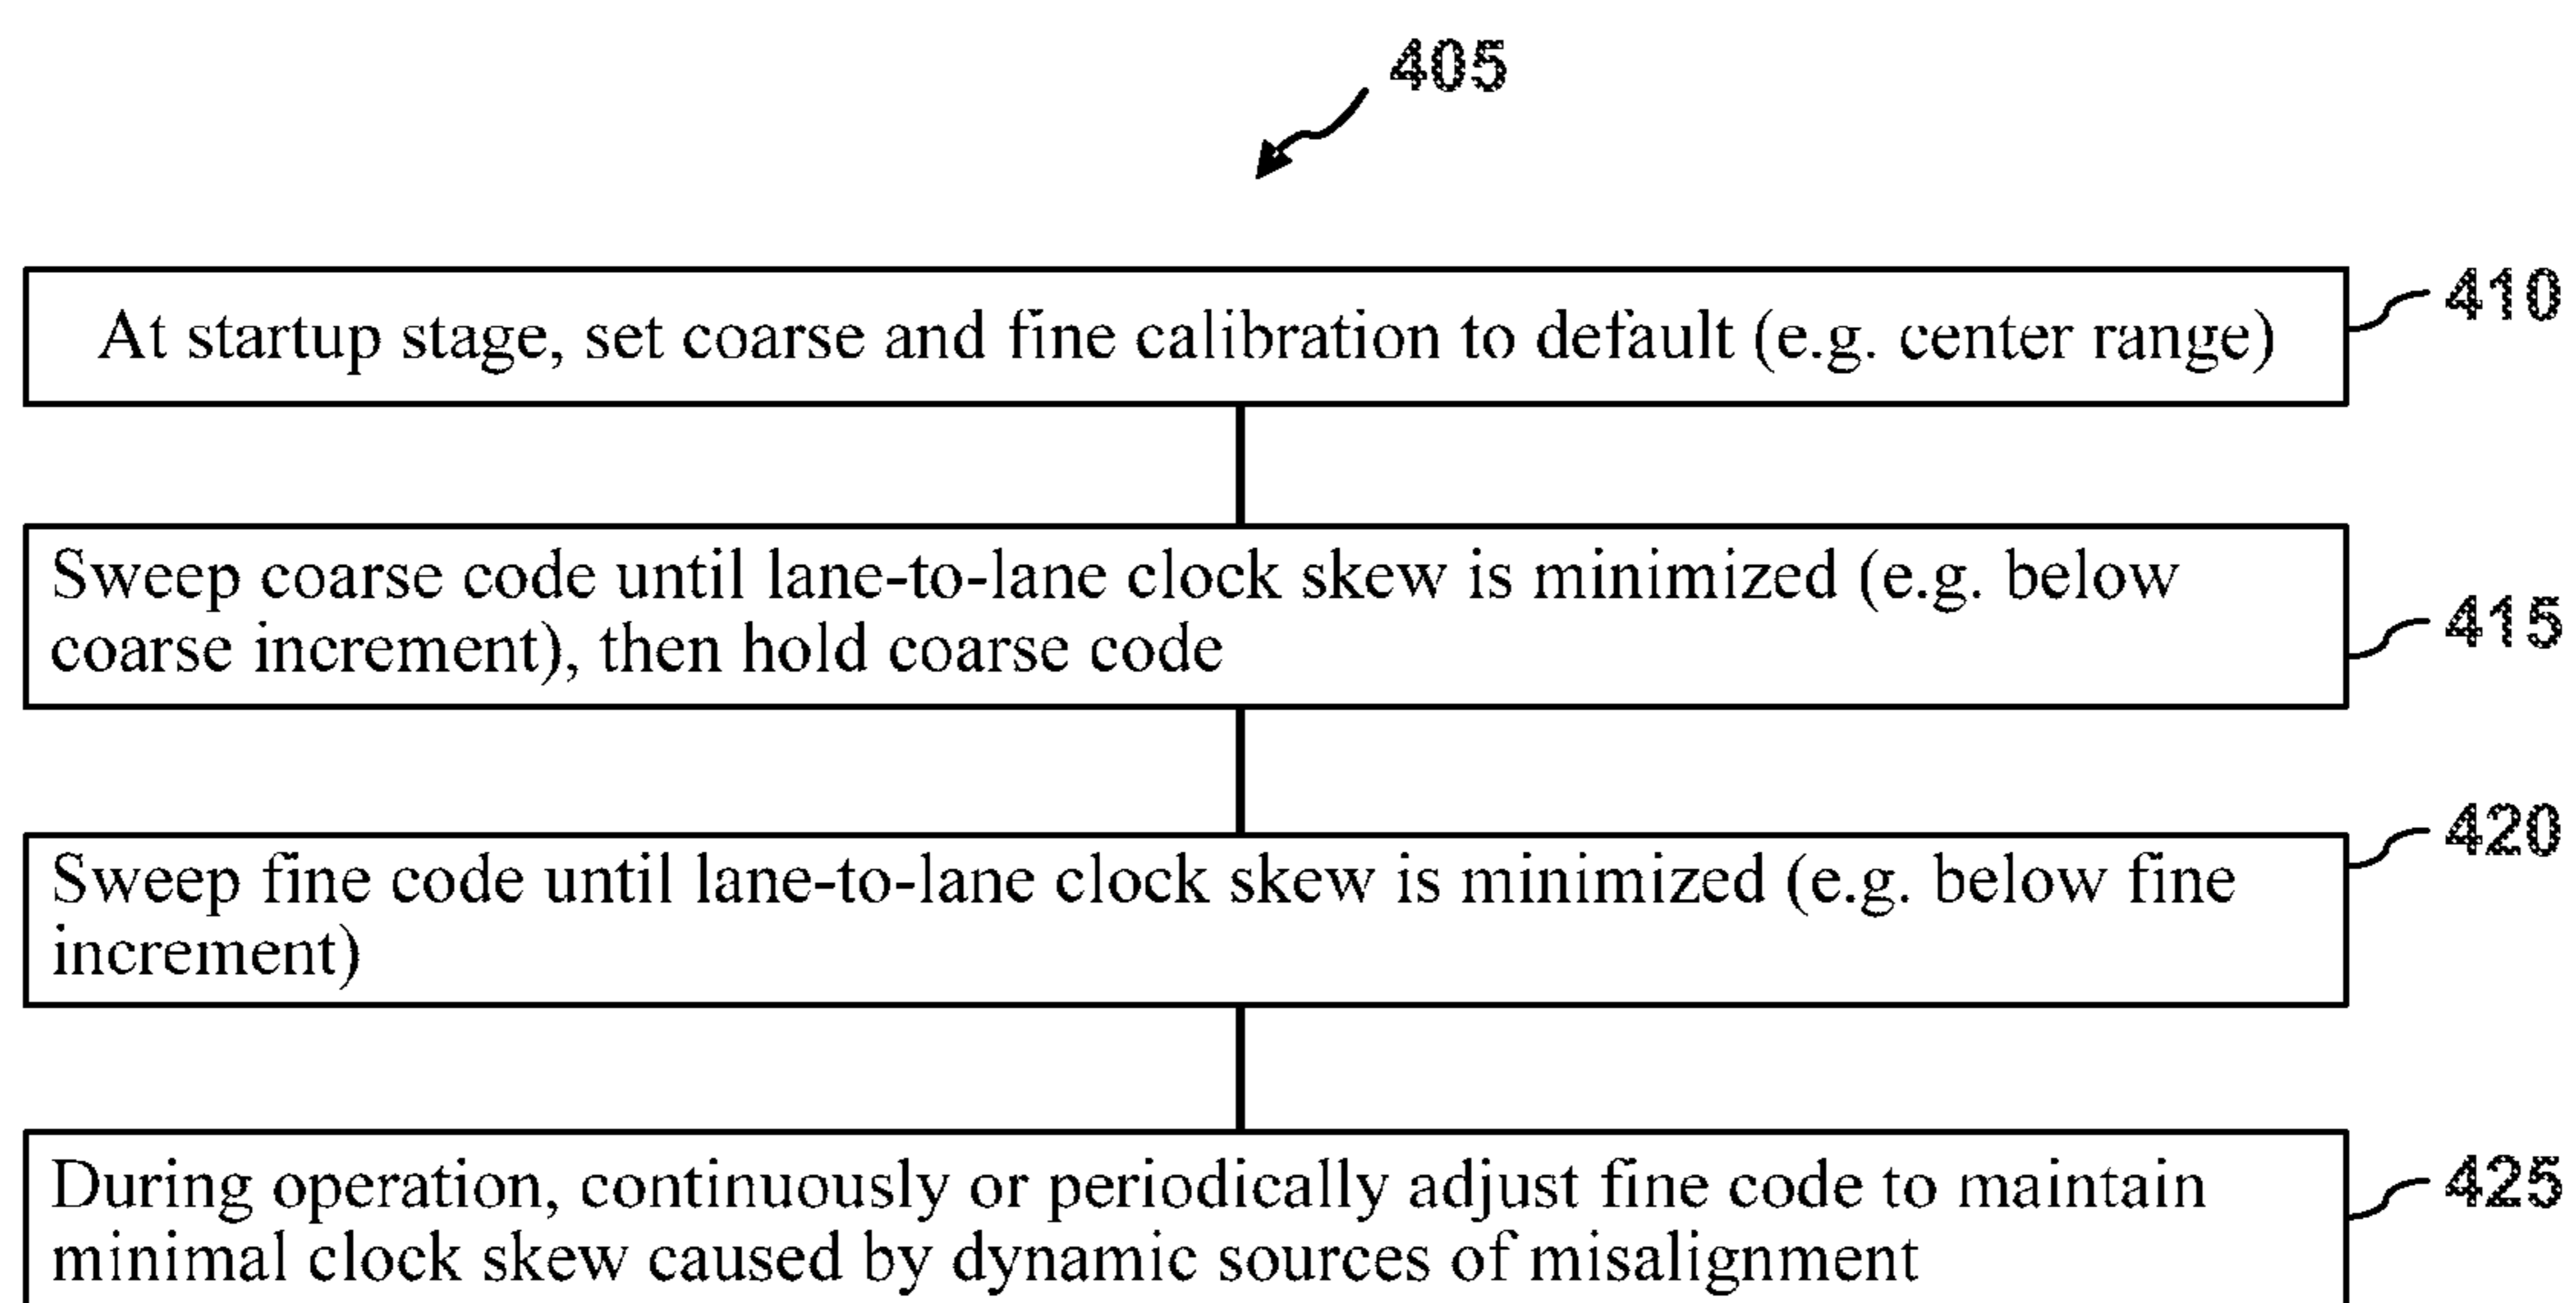 405
At startup stage, set coarse and fine calibration to default (e.g. center range)
410
Sweep coarse code until lane-to-lane clock skew is minimized (e.g. below
coarse increment), then hold coarse code
415
Sweep fine code until lane-to-lane clock skew is minimized (e.g. below fine
increment)
420
During operation, continuously or periodically adjust fine code to maintain
minimal clock skew caused by dynamic sources of misalignment
425